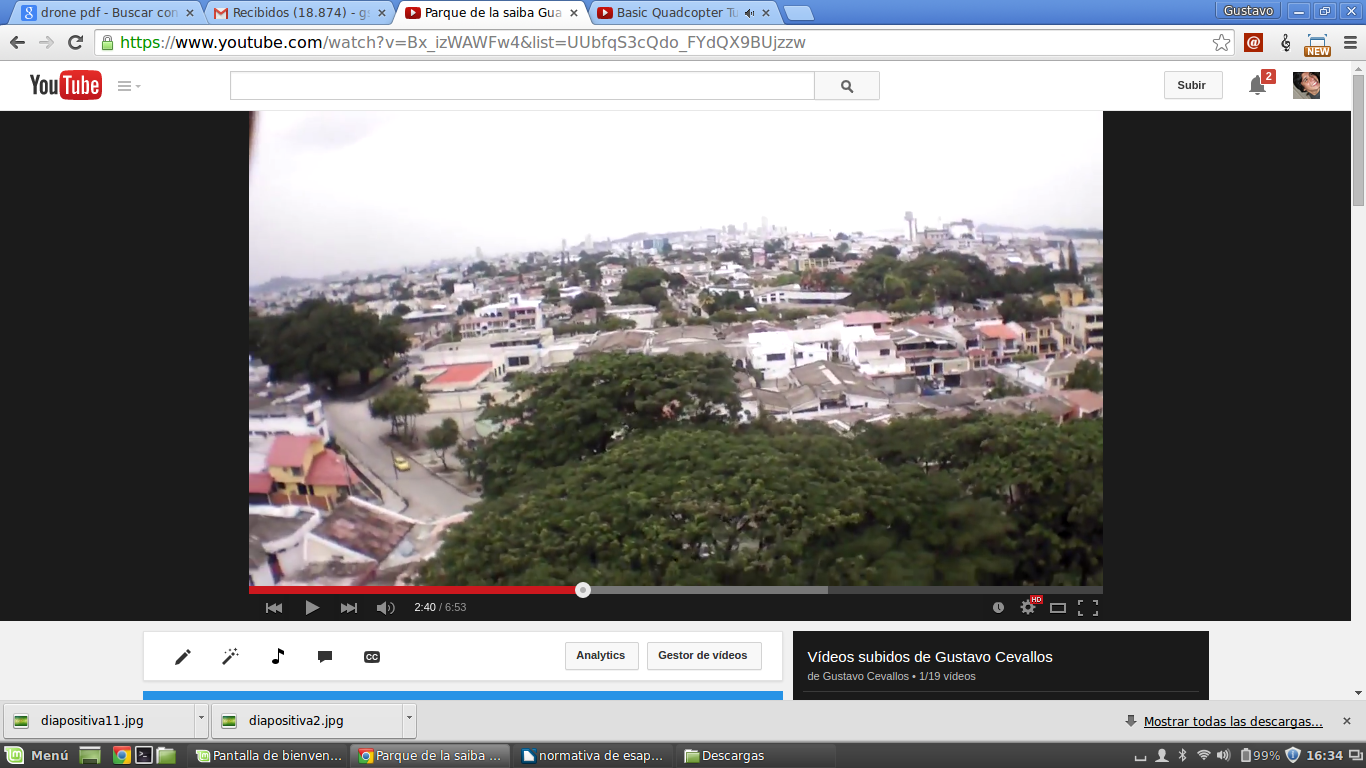 drone pdf - Buscar con
Recibidos (18.874) - gs
Parque de la saiba Gua
Basic Quadcopter Tu
Gustavo
https://www.youtube.com/watch?v=Bx_izWAWFw4&list=UUbfqS3cQdo_FYdQX9BUjzzw
NEW
YouTube
Subir
2
2:40 / 6:53
HD
CC
Analytics
Gestor de vídeos
Vídeos subidos de Gustavo Cevallos
de Gustavo Cevallos • 1/19 vídeos
diapositiva11.jpg
diapositiva2.jpg
Mostrar todas las descargas...
Menú
Pantalla de bienven...
Parque de la saiba ...
normativa de esap...
Descargas
99%
16:34